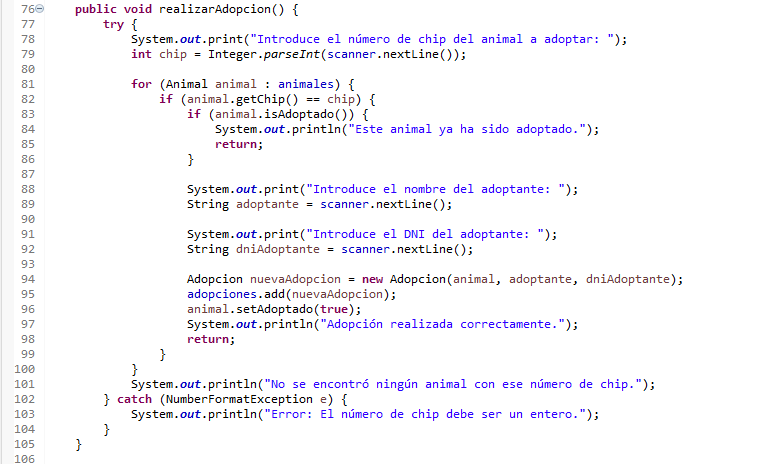 76 public void realizarAdopcion() {
77 try {
78 System.out.print("Introduce el número de chip del animal a adoptar: ");
79 int chip = Integer.parseInt(scanner.nextLine());
80
81 for (Animal animal : animales) {
82 if (animal.getChip() == chip) {
83 if (animal.isAdoptado()) {
84 System.out.println("Este animal ya ha sido adoptado.");
85 return;
86 }
87
88 System.out.print("Introduce el nombre del adoptante: ");
89 String adoptante = scanner.nextLine();
90
91 System.out.print("Introduce el DNI del adoptante: ");
92 String dniAdoptante = scanner.nextLine();
93
94 Adopcion nuevaAdopcion = new Adopcion(animal, adoptante, dniAdoptante);
95 adopciones.add(nuevaAdopcion);
96 animal.setAdoptado(true);
97 System.out.println("Adopción realizada correctamente.");
98 return;
99 }
100 }
101 System.out.println("No se encontró ningún animal con ese número de chip.");
102 } catch (NumberFormatException e) {
103 System.out.println("Error: El número de chip debe ser un entero.");
104 }
105 }
106